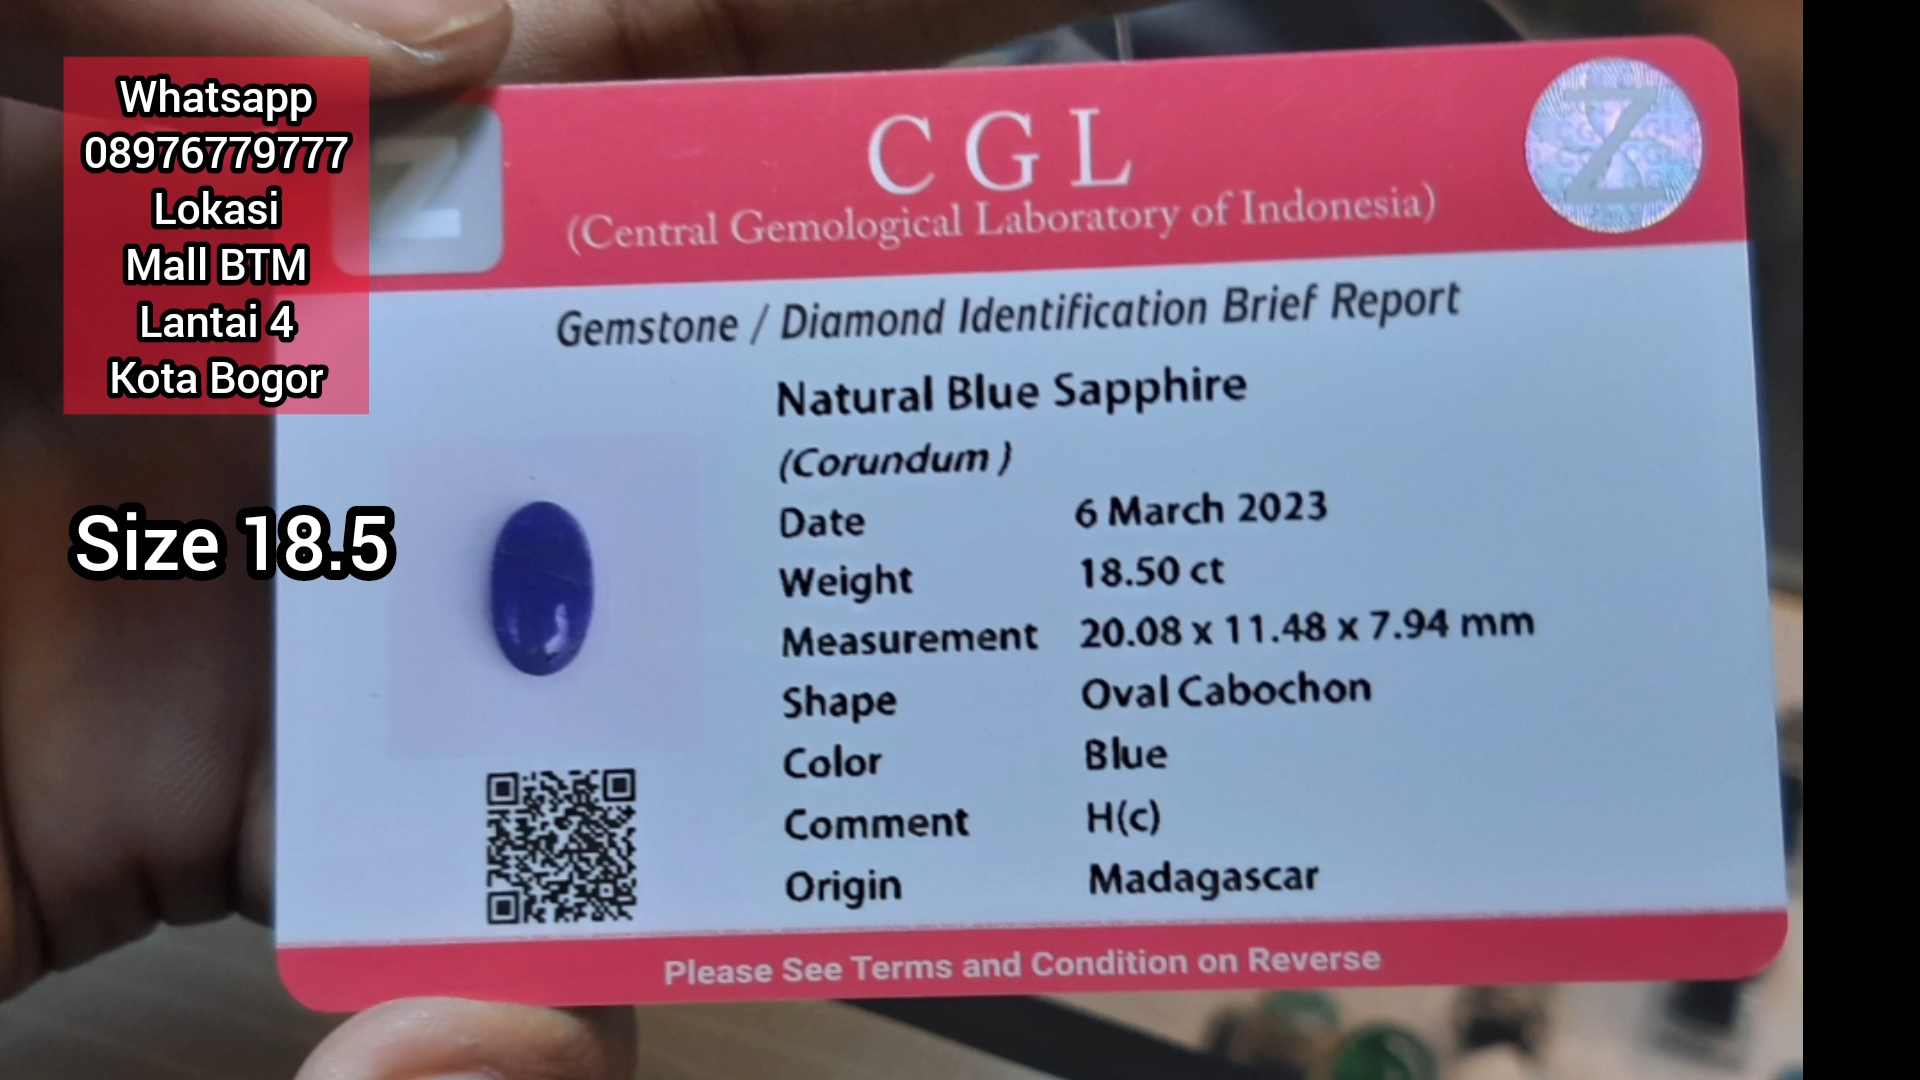 Whatsapp
08976779777
Lokasi
Mall BTM
Lantai 4
Kota Bogor
Size 18.5
Z
CGL
(Central Gemological Laboratory of Indonesia)
Z
Gemstone / Diamond Identification Brief Report
Natural Blue Sapphire
(Corundum )
Date 6 March 2023
Weight 18.50 ct
Measurement 20.08 x 11.48 x 7.94 mm
Shape Oval Cabochon
Color Blue
Comment H(c)
Origin Madagascar
Please See Terms and Condition on Reverse